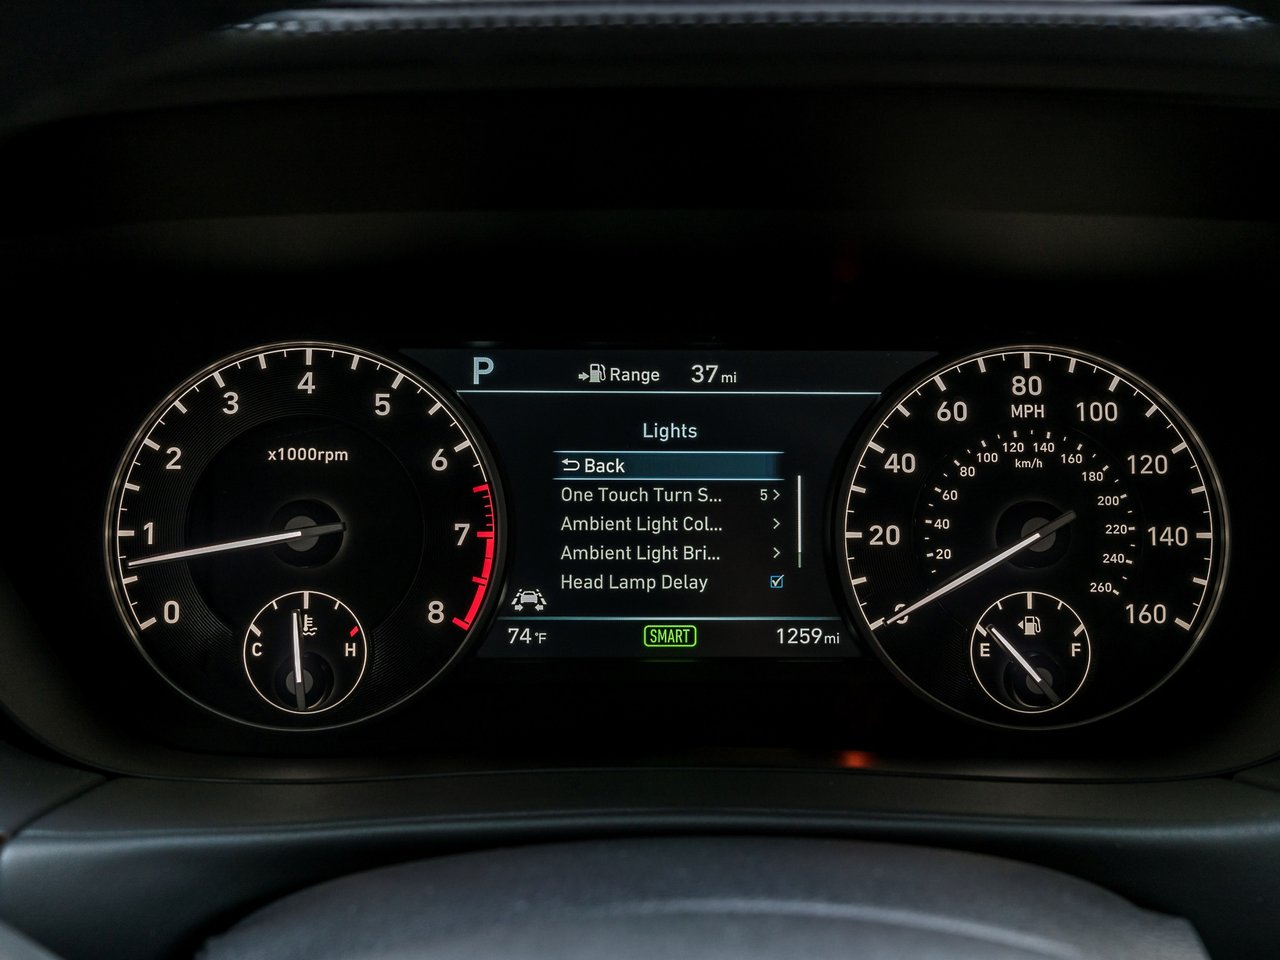 0
1
2
3
4
5
6
7
8
x1000rpm
C
H
P
Range 37 mi
Lights
Back
One Touch Turn S... 5 >
Ambient Light Col... >
Ambient Light Bri... >
Head Lamp Delay
74 °F
SMART
1259 mi
0
20
40
60
80
100
120
140
160
MPH
20
40
60
80
100
120
140
160
180
200
220
240
260
km/h
E
F